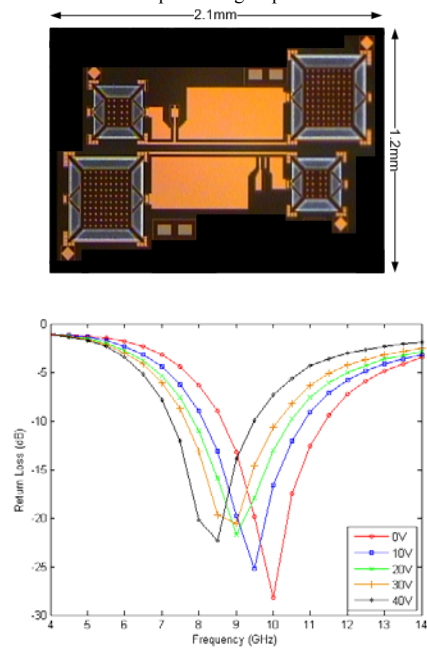 2.1mm
1.2mm
0
-5
-10
-15
-20
-25
-30
Return Loss (dB)
4 5 6 7 8 9 10 11 12 13 14
Frequency (GHz)
0V
10V
20V
30V
40V